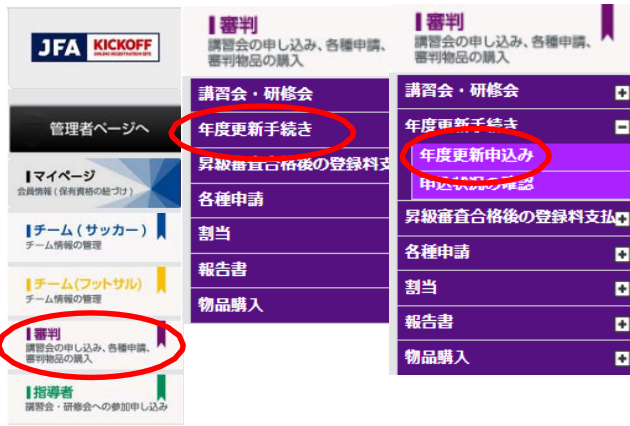 JFA KICKOFF
ONLINE REGISTRATION SITE
管理者ページへ
マイページ
会員情報(保有資格の紐づけ)
チーム(サッカー)
チーム情報の管理
チーム(フットサル)
チーム情報の管理
審判
講習会の申し込み、各種申請、
審判物品の購入
指導者
講習会・研修会への参加申し込み
審判
講習会の申し込み、各種申請、
審判物品の購入
講習会・研修会
年度更新手続き
昇級審査合格後の登録料支
各種申請
割当
報告書
物品購入
審判
講習会の申し込み、各種申請、
審判物品の購入
講習会・研修会
年度更新手続き
年度更新申込み
申込状況の確認
昇級審査合格後の登録料支払
各種申請
割当
報告書
物品購入